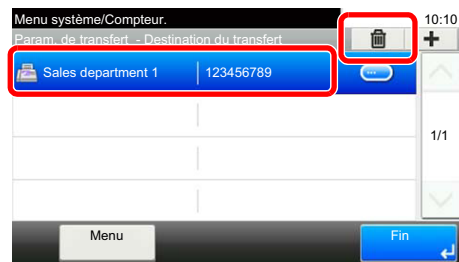 Menu système/Compteur. 10:10
Param. de transfert - Destination du transfert
Sales department 1 123456789
1/1
Menu Fin